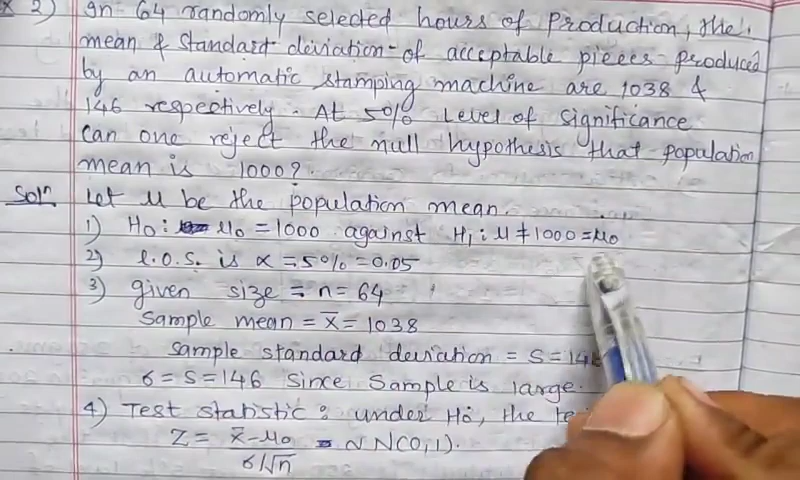 2) In 64 randomly selected hours of production, the
mean & standard deviation of acceptable pieces produced
by an automatic stamping machine are 1038 &
146 respectively. At 5% Level of significance
can one reject the null hypothesis that population
mean is 1000?
Soln Let μ be the population mean.
1) H₀ : μ₀ = 1000 against H₁ : μ ≠ 1000 = μ₀
2) l.o.s. is α = 5% = 0.05
3) given size = n = 64
Sample mean = x̄ = 1038
Sample standard deviation = S = 146
σ = s = 146 since sample is large.
4) Test statistic : under H₀, the
Z = x̄ - μ₀ / σ/√n ~ N(0,1).